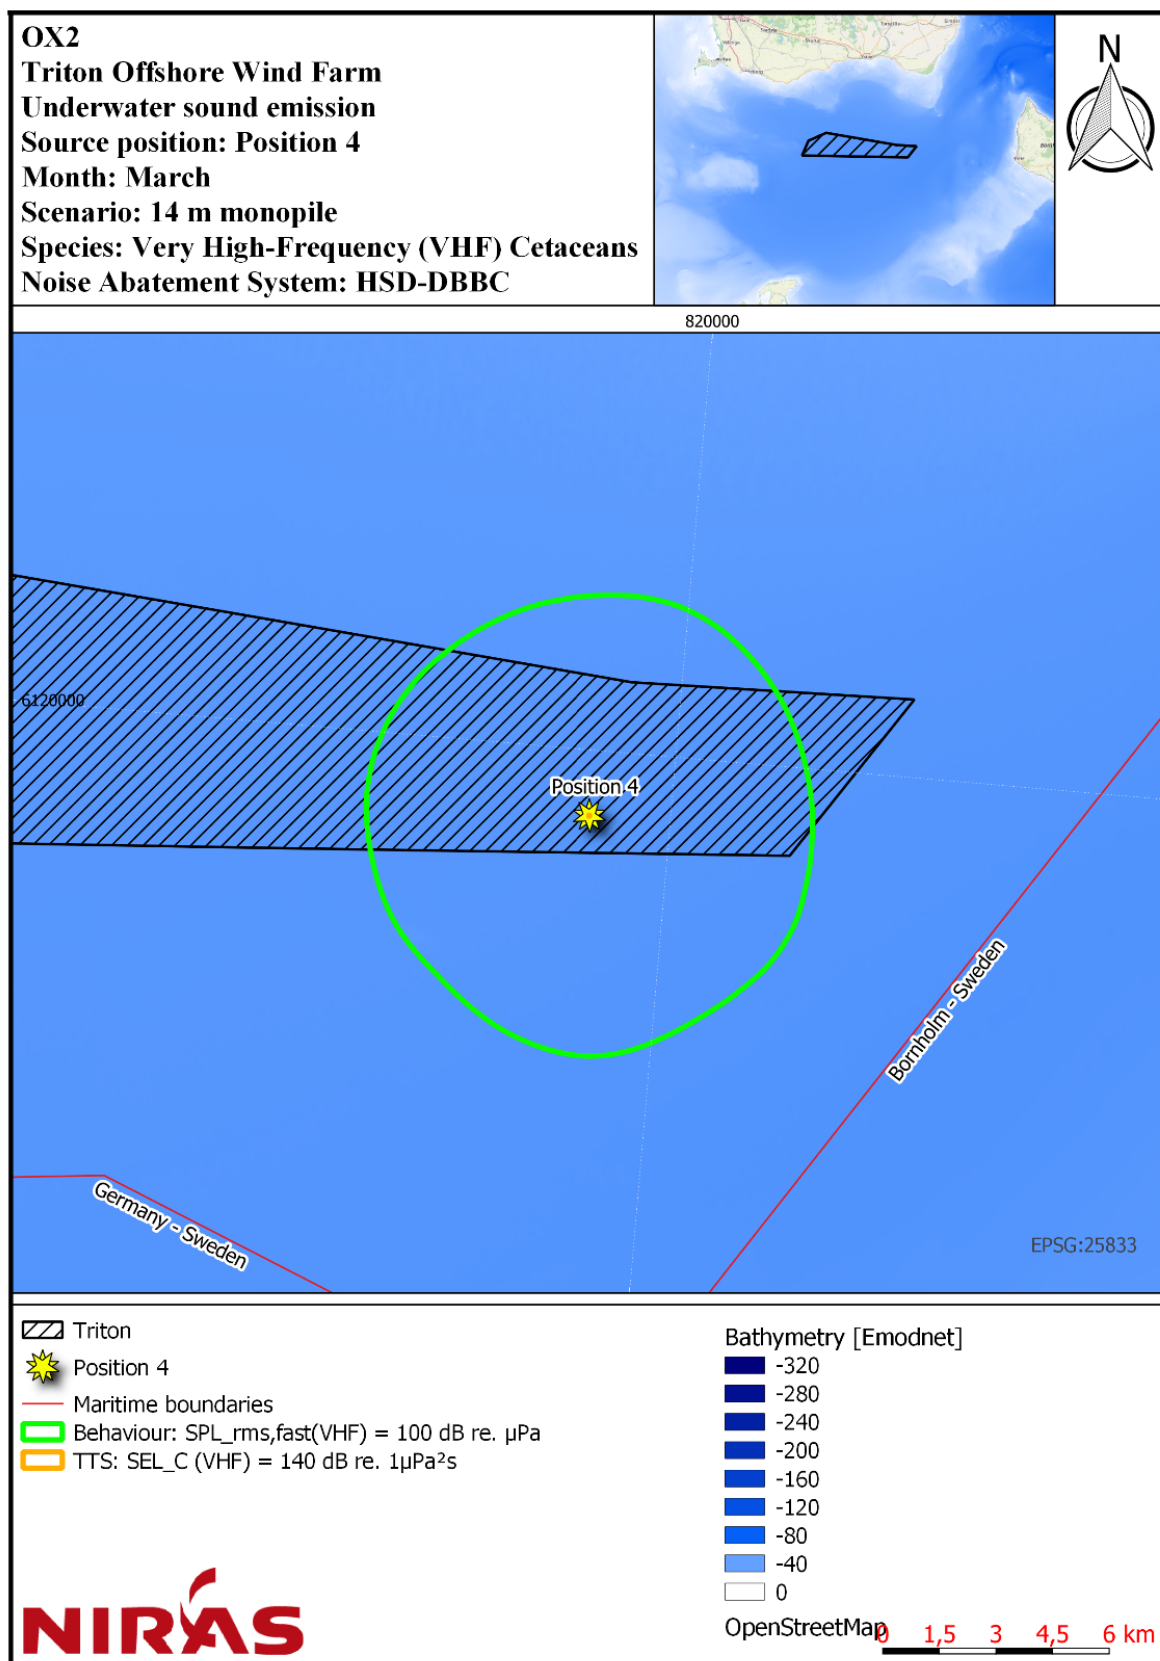 OX2
Triton Offshore Wind Farm
Underwater sound emission
Source position: Position 4
Month: March
Scenario: 14 m monopile
Species: Very High-Frequency (VHF) Cetaceans
Noise Abatement System: HSD-DBBC
N
820000
6120000
Position 4
Bornholm - Sweden
Germany - Sweden
EPSG:25833
Triton
Position 4
Maritime boundaries
Behaviour: SPL_rms,fast(VHF) = 100 dB re. µPa
TTS: SEL_C (VHF) = 140 dB re. 1µPa²s
Bathymetry [Emodnet]
-320
-280
-240
-200
-160
-120
-80
-40
0
OpenStreetMap
0 1,5 3 4,5 6 km
NIRAS